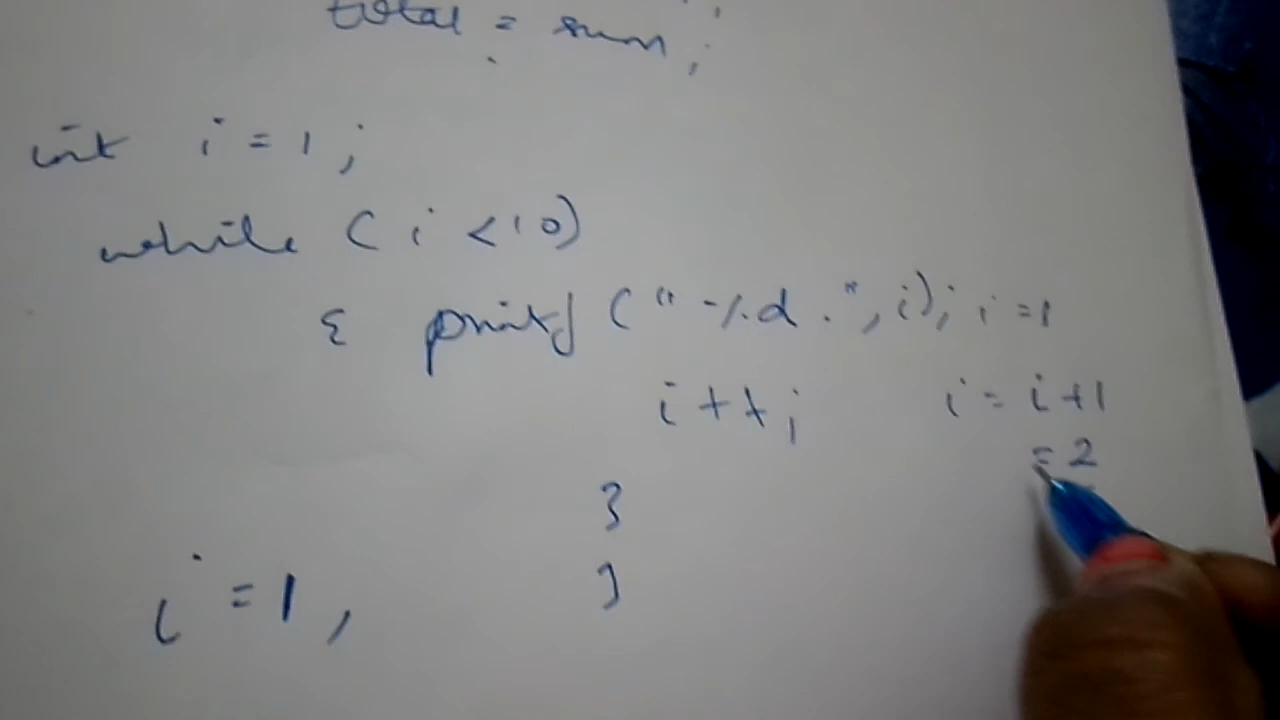 total = sum;
int i = 1;
while ( i < 10)
{ printf ( " %d . ", i); i = 1
i++; i = i + 1
= 2
}
}
i = 1,